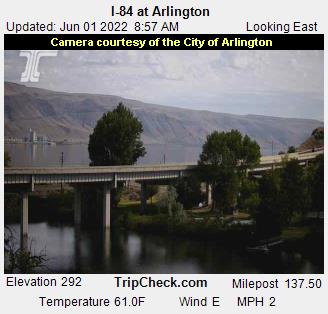 I-84 at Arlington
Updated: Jun 01 2022 8:57 AM Looking East
Camera courtesy of the City of Arlington
Elevation 292 TripCheck.com Milepost 137.50
Temperature 61.0F Wind E MPH 2